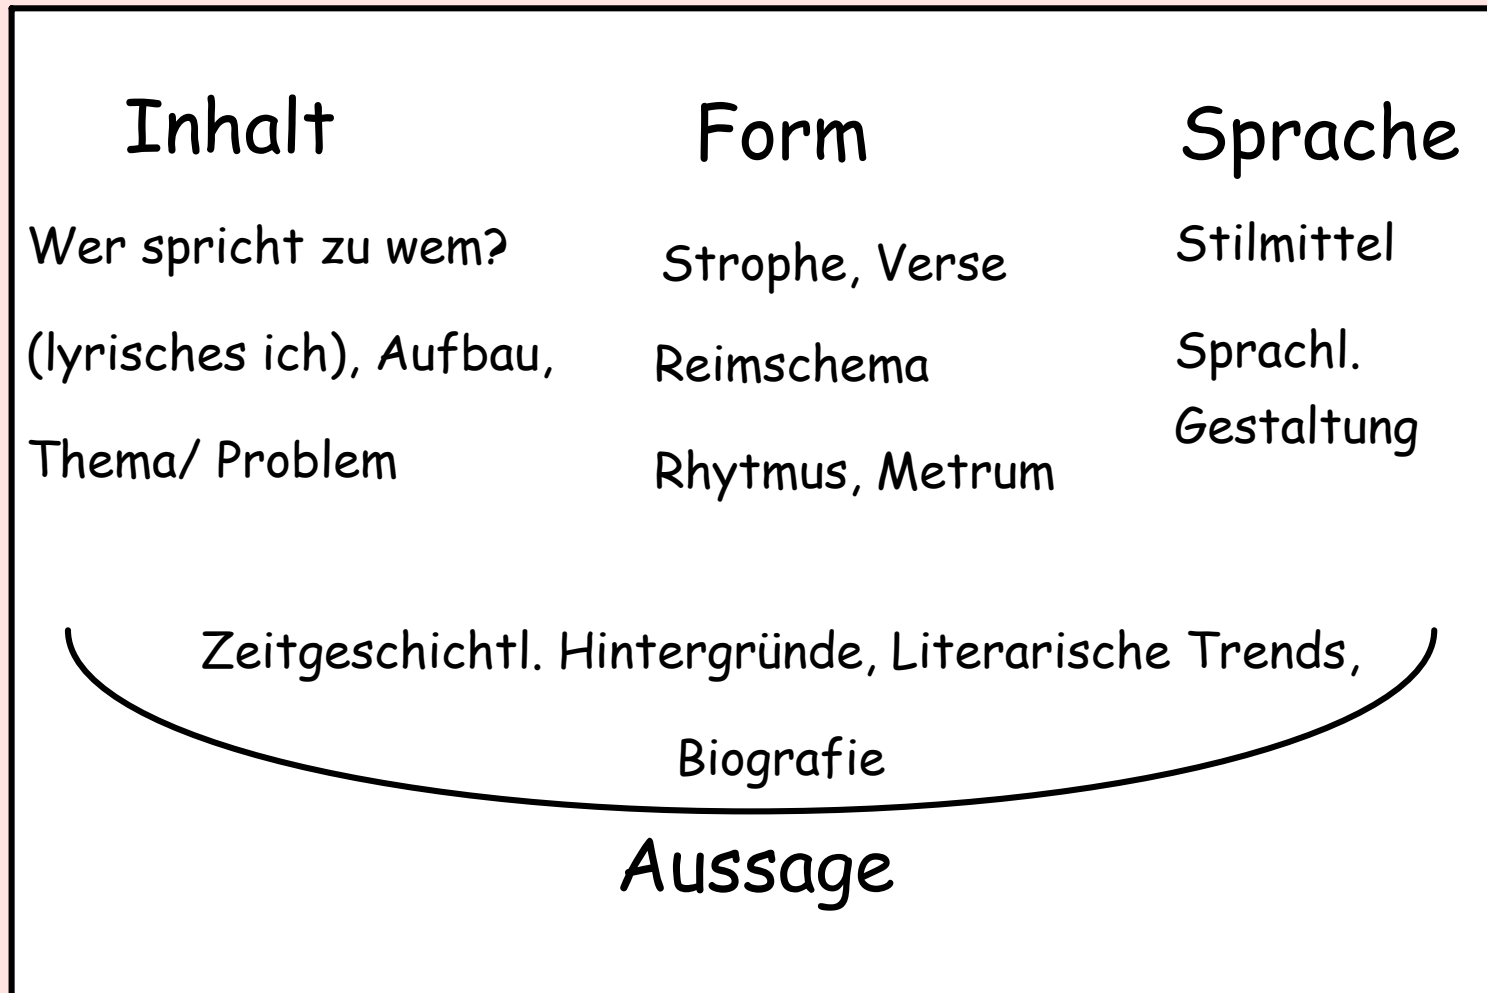 Inhalt
Wer spricht zu wem?
(lyrisches ich), Aufbau,
Thema/ Problem
Form
Strophe, Verse
Reimschema
Rhytmus, Metrum
Sprache
Stilmittel
Sprachl.
Gestaltung
Zeitgeschichtl. Hintergründe, Literarische Trends,
Biografie
Aussage